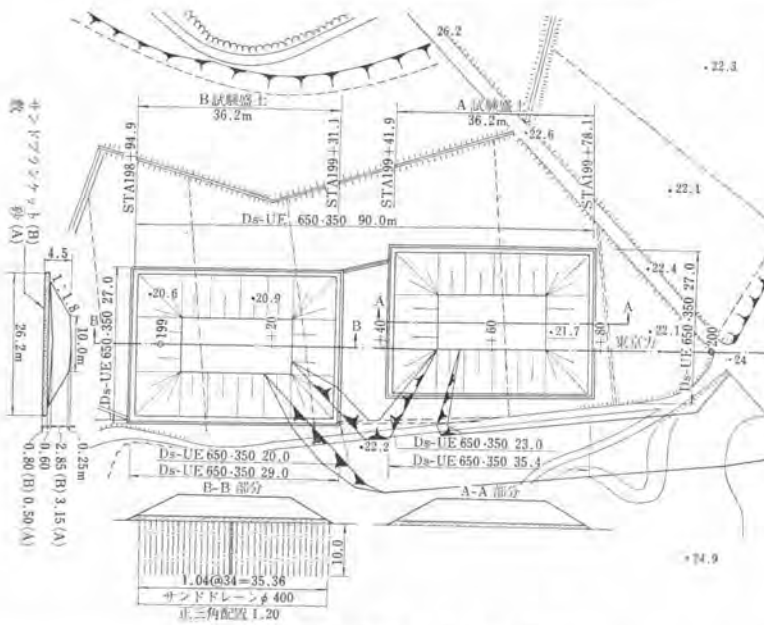 26.2
・22.3
B試験盛土
36.2m
A試験盛土
36.2m
・22.6
STA198+94.9
STA199+31.1
STA199+41.9
STA199+78.1
サンドブランケット(B)
敷 砂(A)
・22.1
Ds-UE 650·350 90.0m
4.5
1:1.8
10.0m
26.2m
Ds-UE 650·350 27.0
・20.6
・20.9
・22.4
A
A
B
B
○199
+20
+40
+60
+80
・21.7
・22.1
東京方
○200
24
Ds-UE 650·350 27.0
・22.2
Ds-UE 650·350 20.0
Ds-UE 650·350 29.0
Ds-UE 650·350 23.0
Ds-UE 650·350 35.4
0.25m
2.85(B) 3.15(A)
0.60
0.80(B) 0.50(A)
B-B 部分
A-A 部分
10.0
1.04@34=35.36
サンドドレーンφ400
正三角配置 1.20